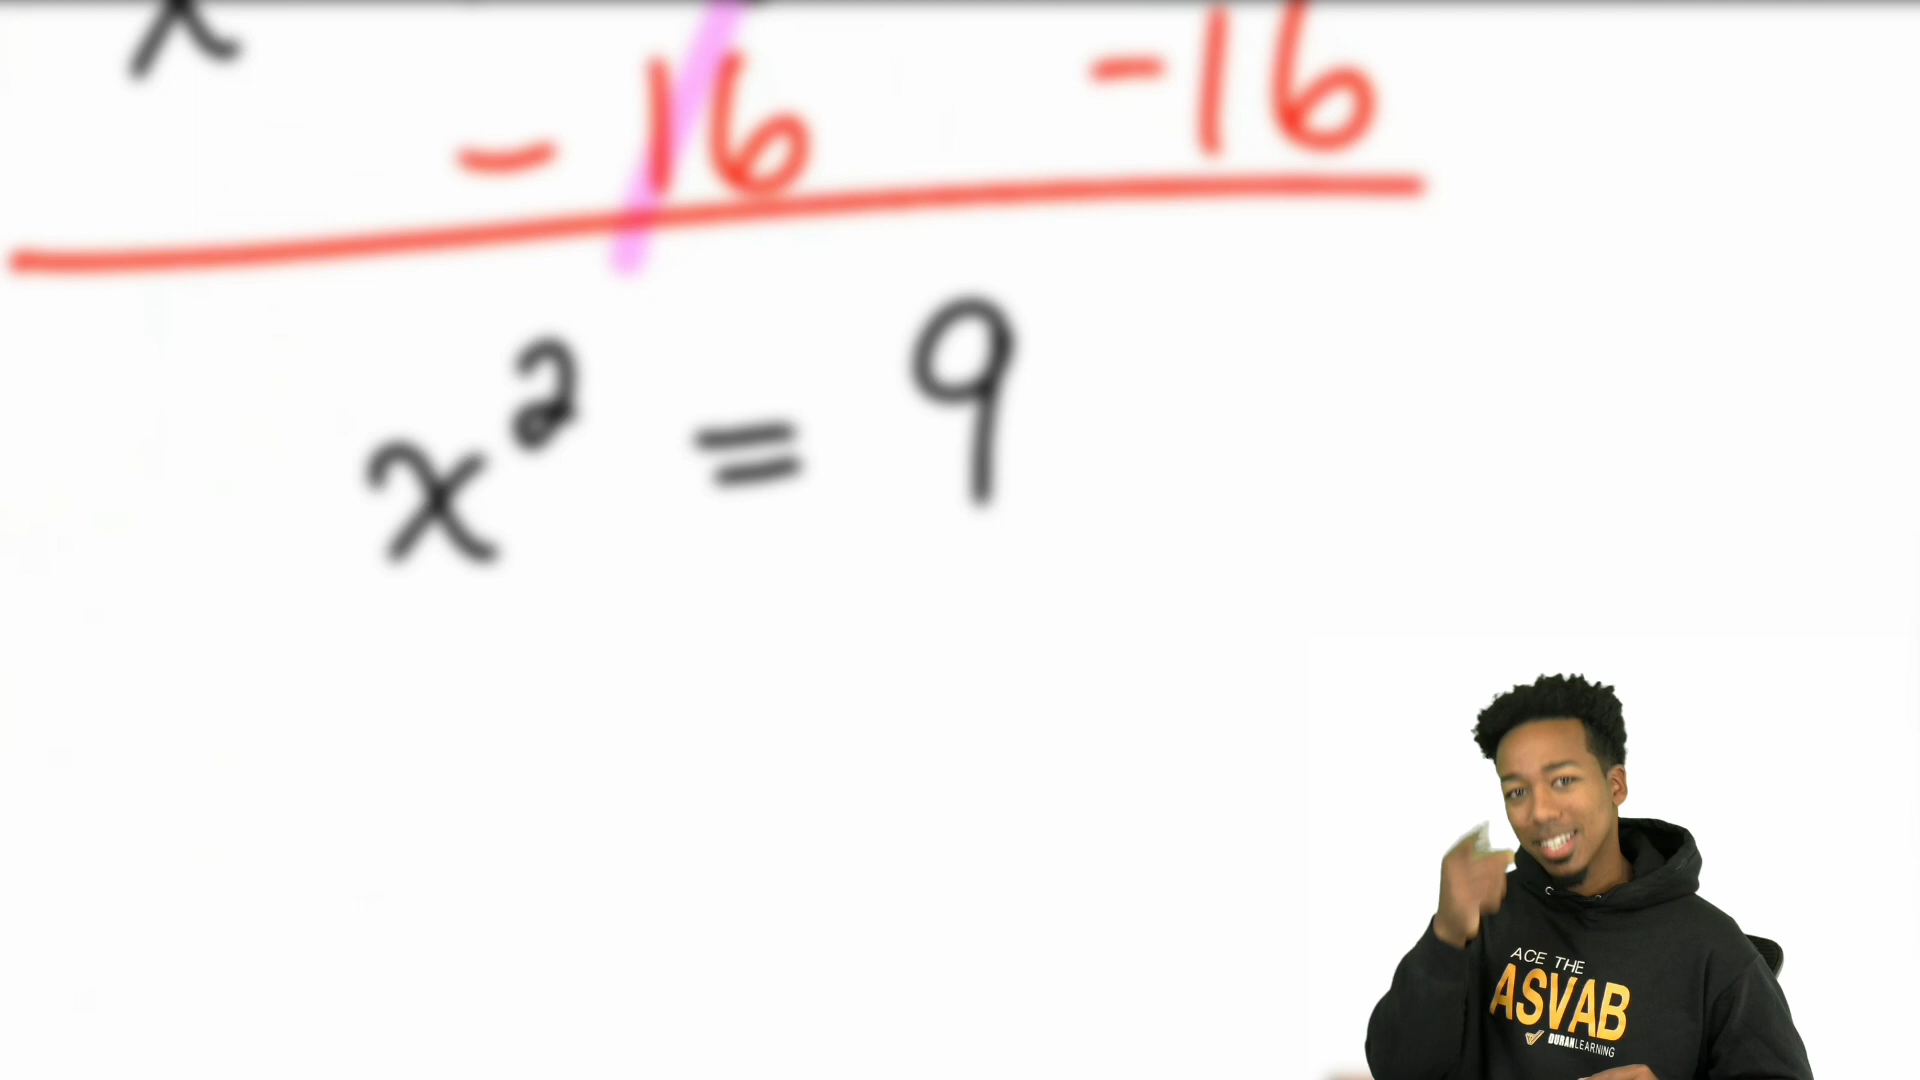 x
- 16 -16
x² = 9
ACE THE
ASVAB
DURANLEARNING